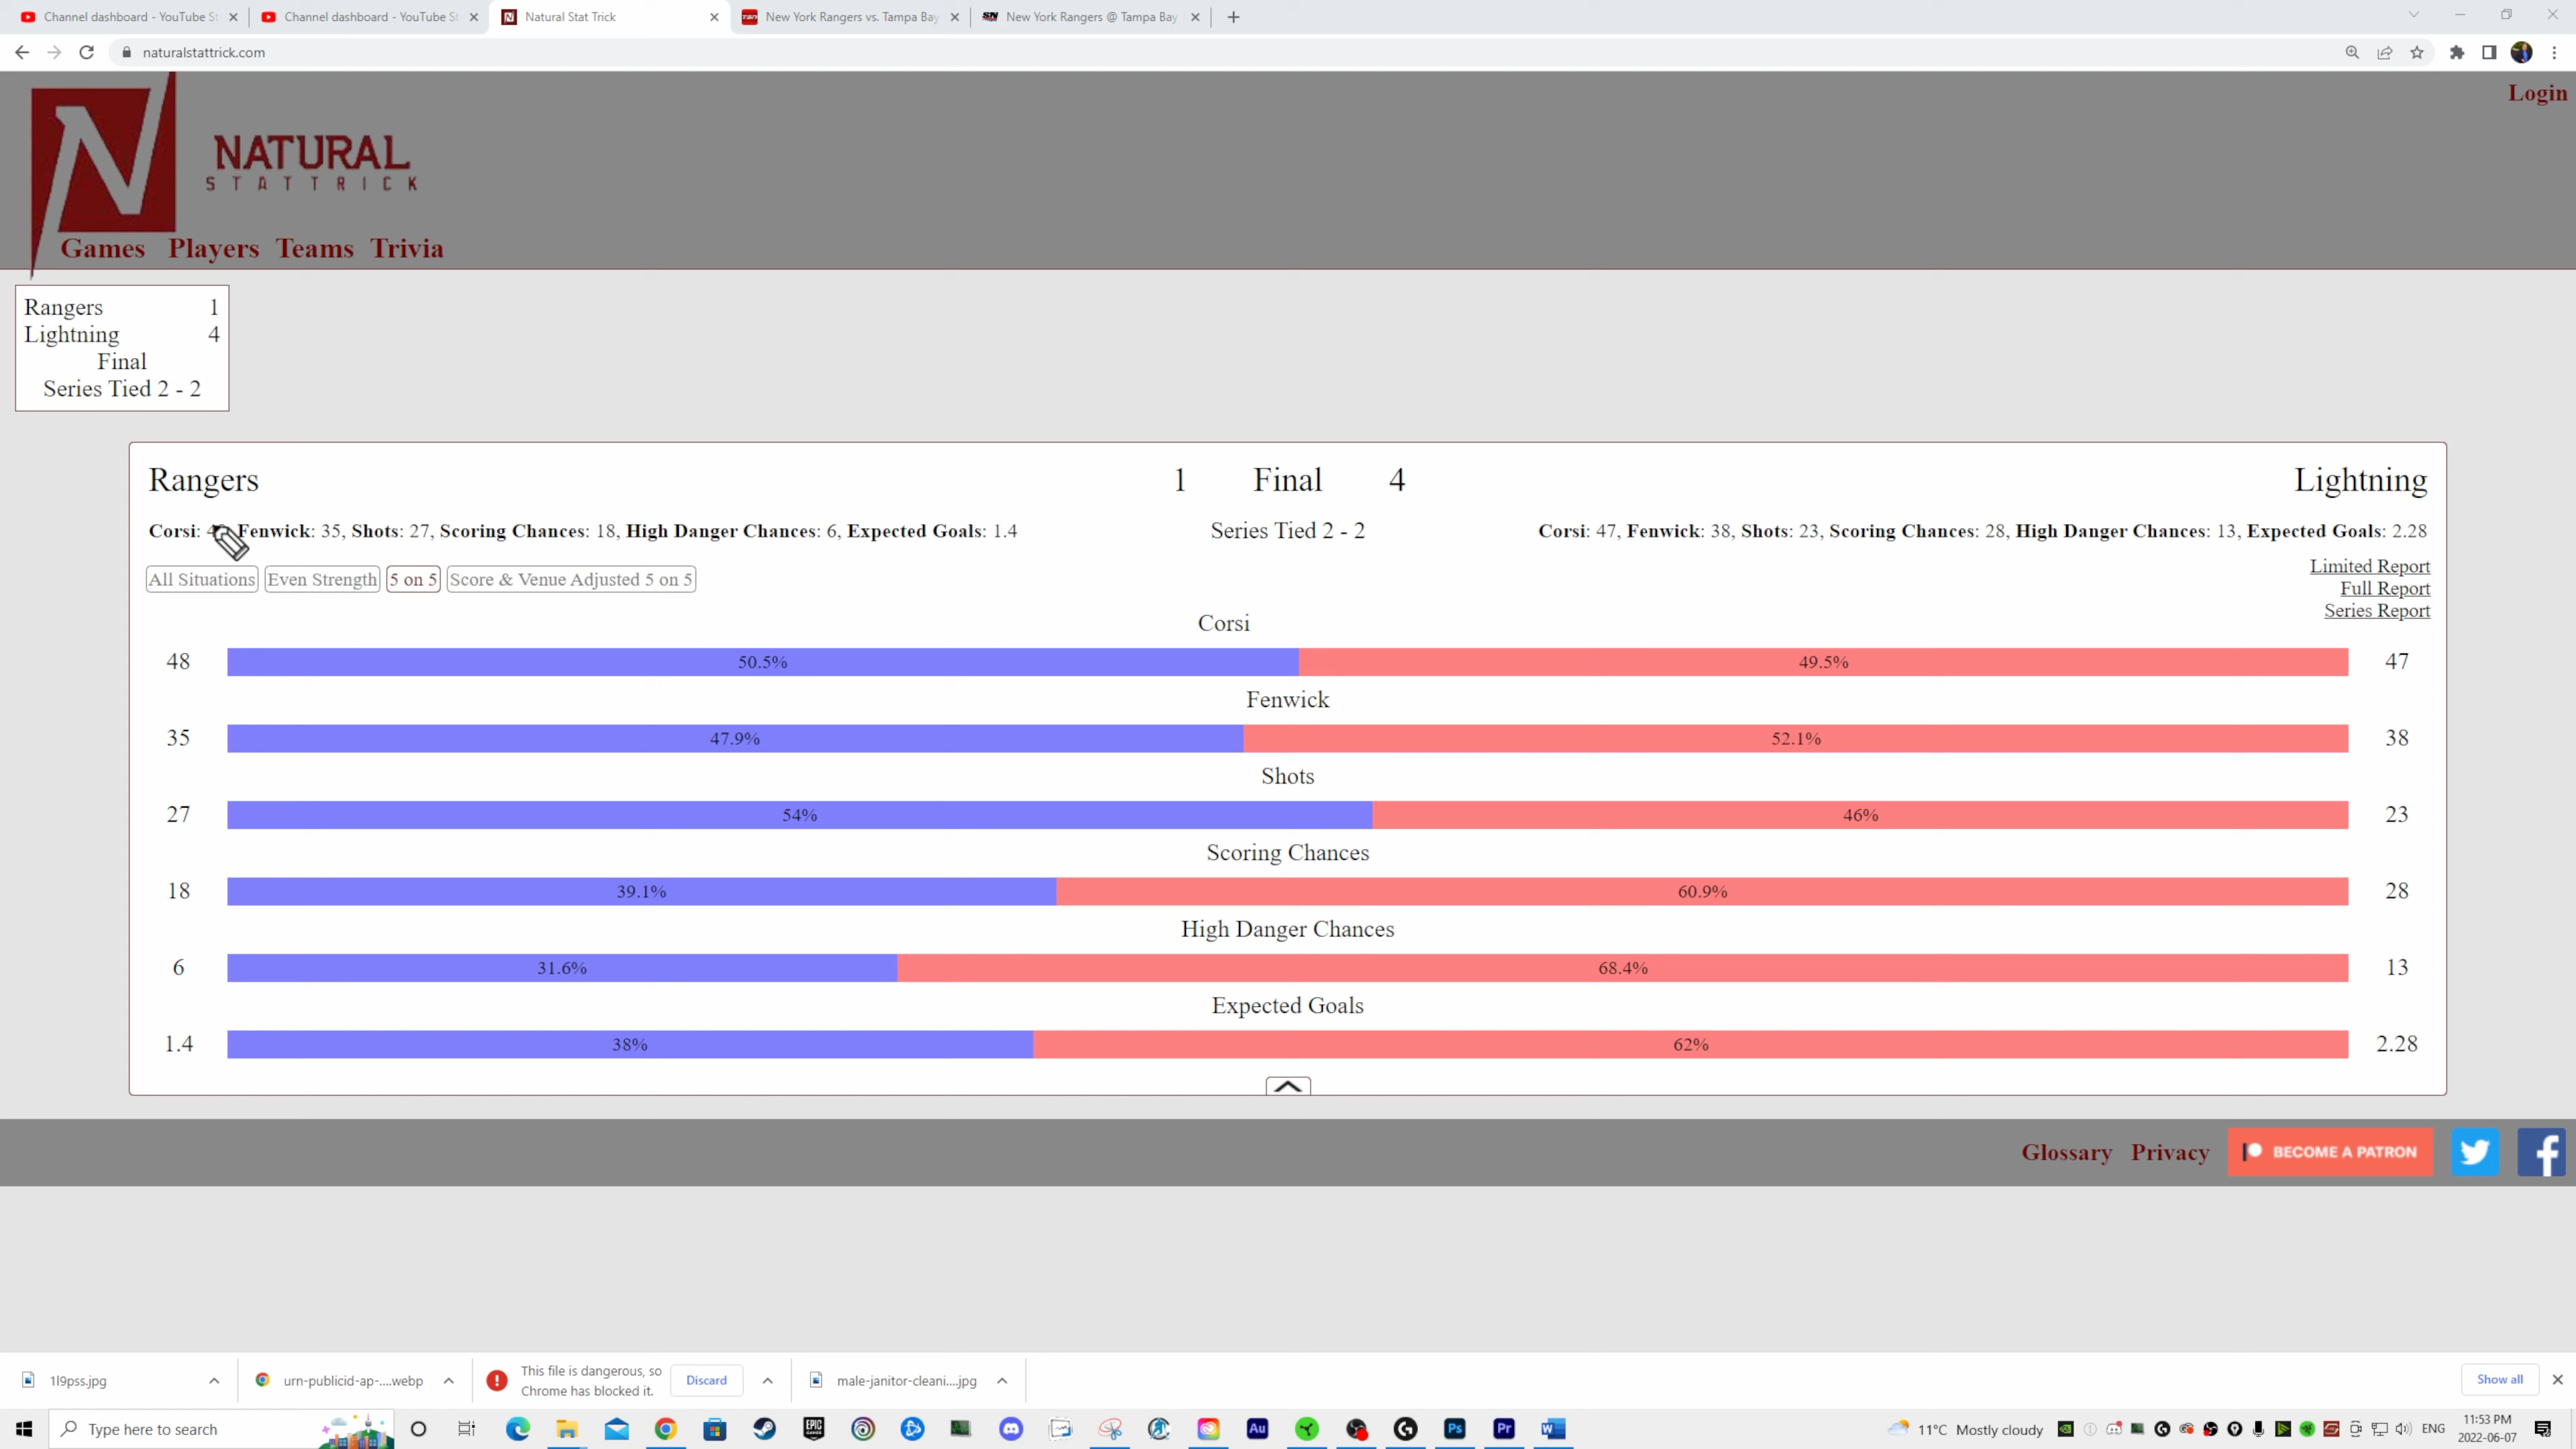 Channel dashboard - YouTube St
Channel dashboard - YouTube St
Natural Stat Trick
New York Rangers vs. Tampa Bay
New York Rangers @ Tampa Bay
naturalstattrick.com
Login
NATURAL
STATTRICK
Games Players Teams Trivia
Rangers 1
Lightning 4
Final
Series Tied 2 - 2
Rangers 1 Final 4 Lightning
Corsi: Fenwick: 35, Shots: 27, Scoring Chances: 18, High Danger Chances: 6, Expected Goals: 1.4
Series Tied 2 - 2
Corsi: 47, Fenwick: 38, Shots: 23, Scoring Chances: 28, High Danger Chances: 13, Expected Goals: 2.28
All Situations Even Strength 5 on 5 Score & Venue Adjusted 5 on 5
Limited Report
Full Report
Series Report
Corsi
48 50.5% 49.5% 47
Fenwick
35 47.9% 52.1% 38
Shots
27 54% 46% 23
Scoring Chances
18 39.1% 60.9% 28
High Danger Chances
6 31.6% 68.4% 13
Expected Goals
1.4 38% 62% 2.28
Glossary Privacy BECOME A PATRON
1l9pss.jpg
urn-publicid-ap-....webp
This file is dangerous, so
Chrome has blocked it.
Discard
male-janitor-cleani....jpg
Show all
Type here to search
EPIC
GAMES
Au
Ps
Pr
W
11°C Mostly cloudy
ENG
11:53 PM
2022-06-07